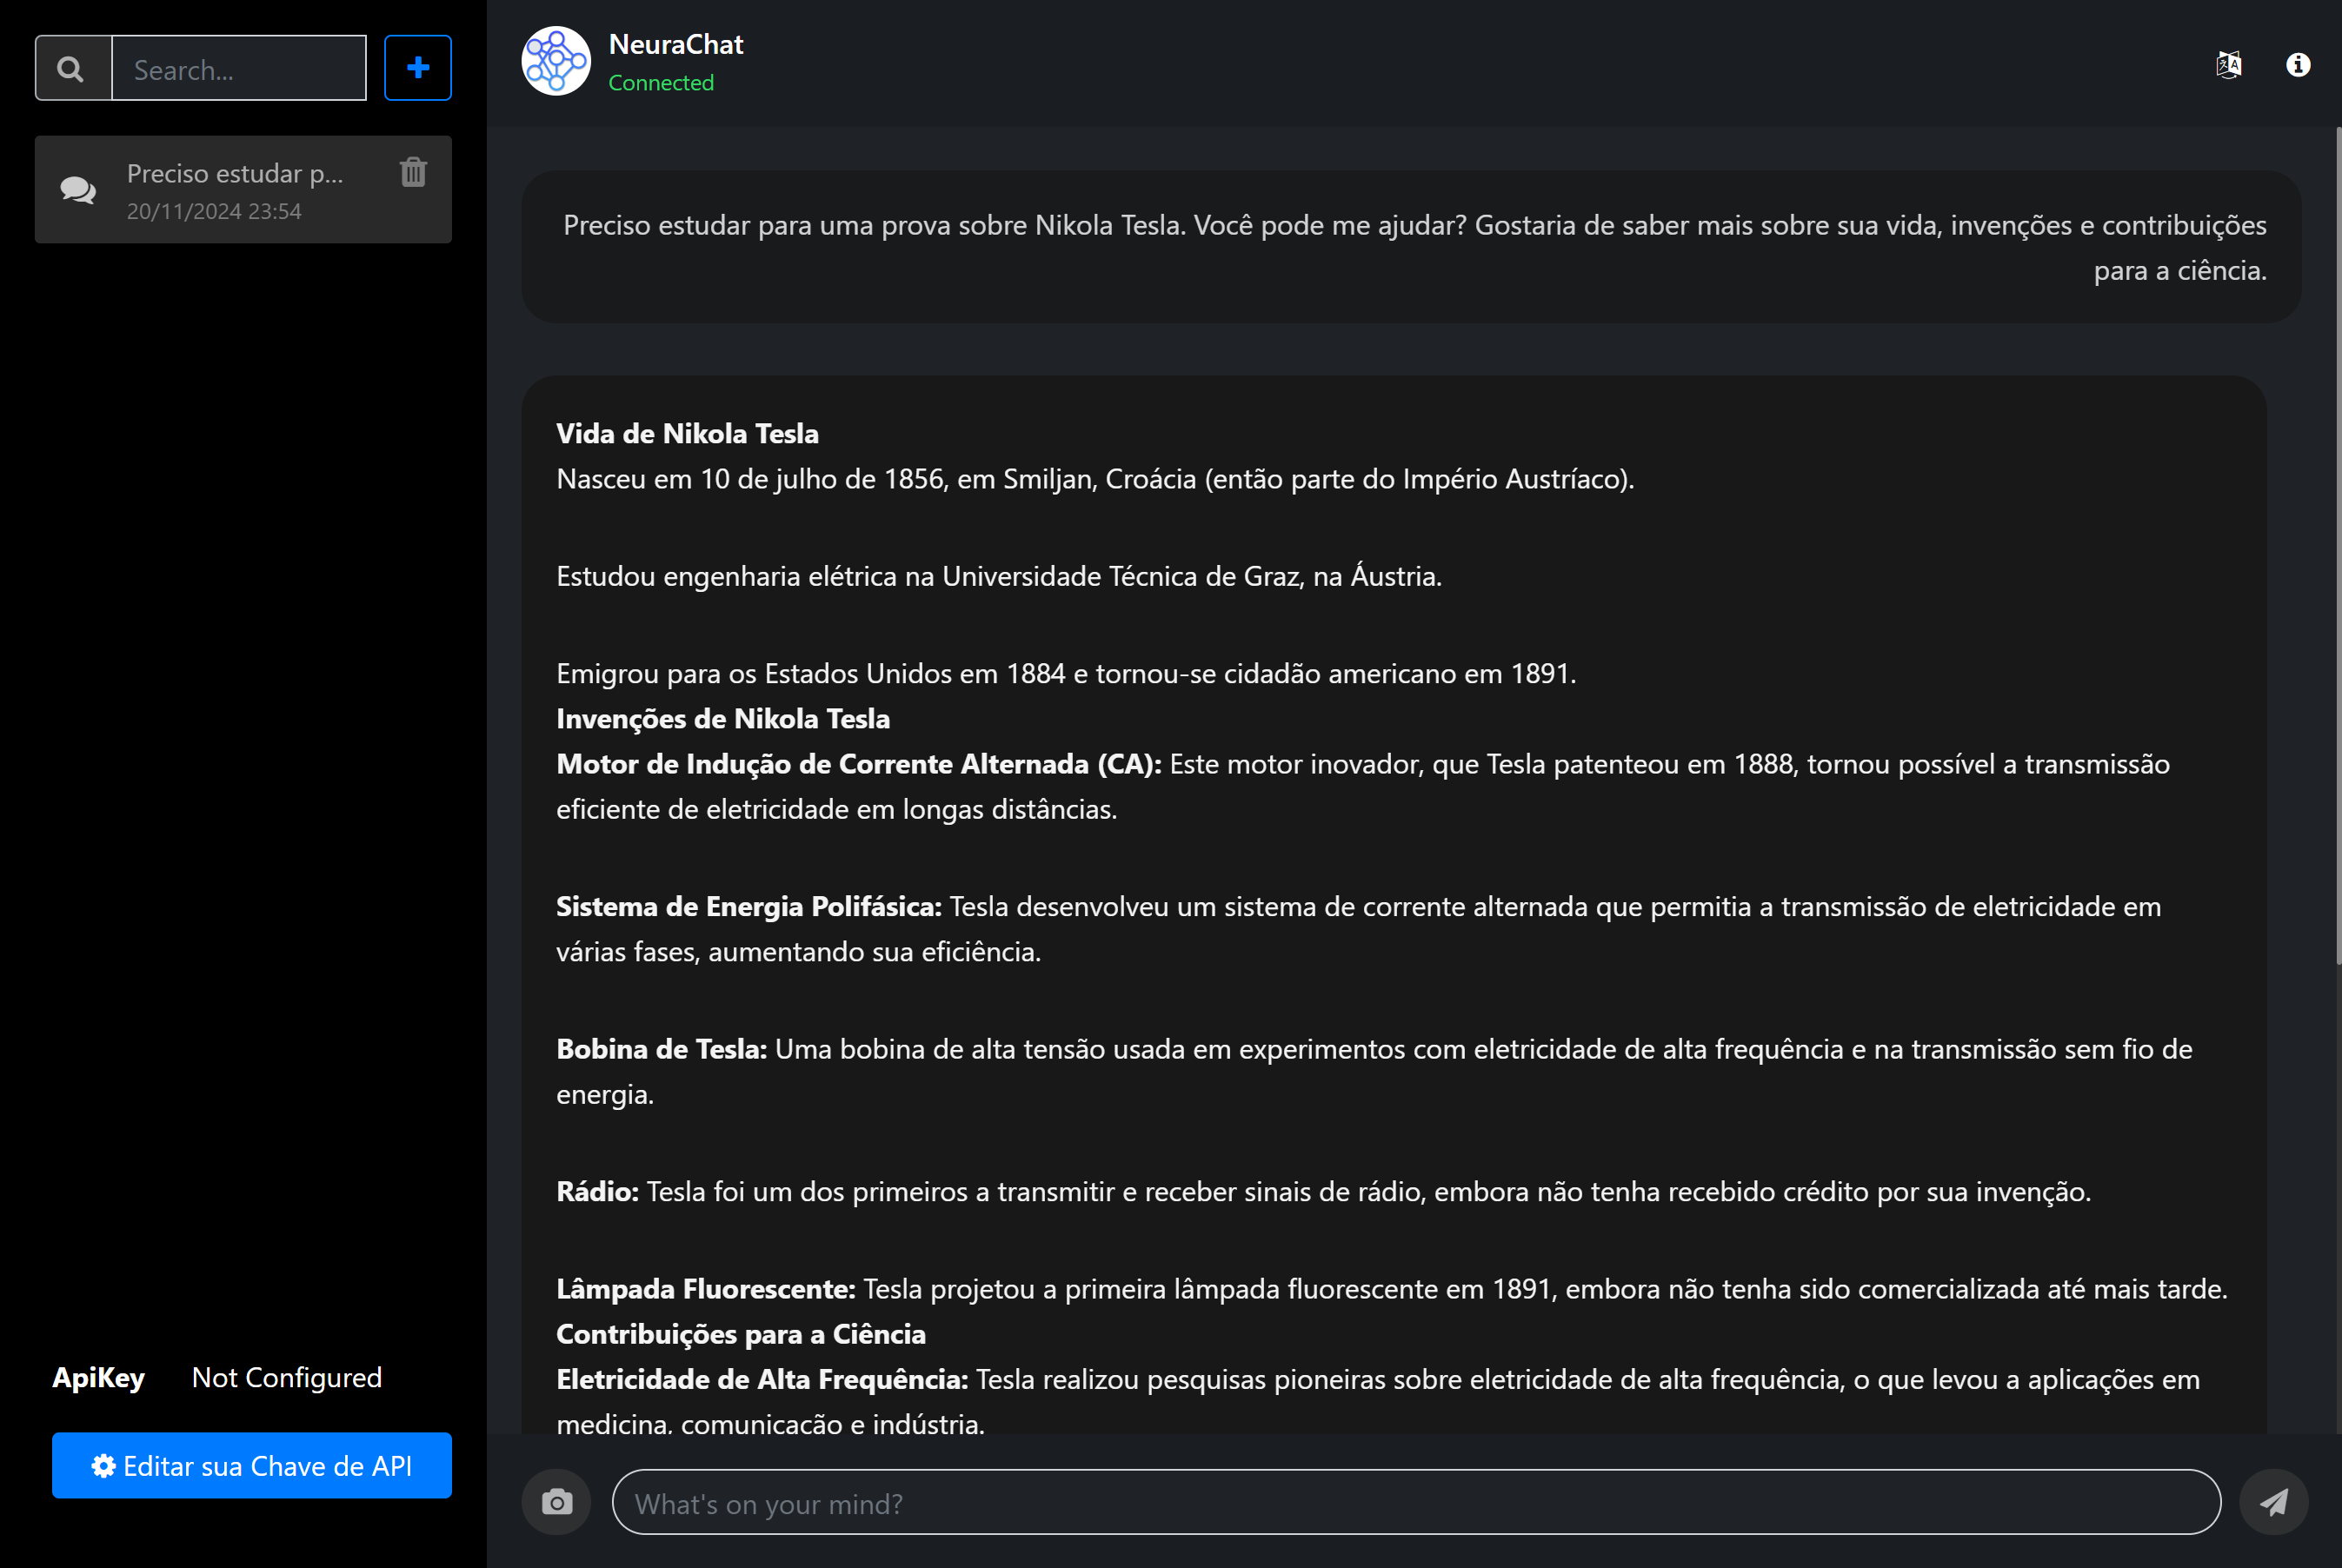 Search...
Preciso estudar p...
20/11/2024 23:54
ApiKey Not Configured
Editar sua Chave de API
NeuraChat
Connected
Preciso estudar para uma prova sobre Nikola Tesla. Você pode me ajudar? Gostaria de saber mais sobre sua vida, invenções e contribuições
para a ciência.
Vida de Nikola Tesla
Nasceu em 10 de julho de 1856, em Smiljan, Croácia (então parte do Império Austríaco).
Estudou engenharia elétrica na Universidade Técnica de Graz, na Áustria.
Emigrou para os Estados Unidos em 1884 e tornou-se cidadão americano em 1891.
Invenções de Nikola Tesla
Motor de Indução de Corrente Alternada (CA): Este motor inovador, que Tesla patenteou em 1888, tornou possível a transmissão
eficiente de eletricidade em longas distâncias.
Sistema de Energia Polifásica: Tesla desenvolveu um sistema de corrente alternada que permitia a transmissão de eletricidade em
várias fases, aumentando sua eficiência.
Bobina de Tesla: Uma bobina de alta tensão usada em experimentos com eletricidade de alta frequência e na transmissão sem fio de
energia.
Rádio: Tesla foi um dos primeiros a transmitir e receber sinais de rádio, embora não tenha recebido crédito por sua invenção.
Lâmpada Fluorescente: Tesla projetou a primeira lâmpada fluorescente em 1891, embora não tenha sido comercializada até mais tarde.
Contribuições para a Ciência
Eletricidade de Alta Frequência: Tesla realizou pesquisas pioneiras sobre eletricidade de alta frequência, o que levou a aplicações em
medicina, comunicação e indústria.
What's on your mind?